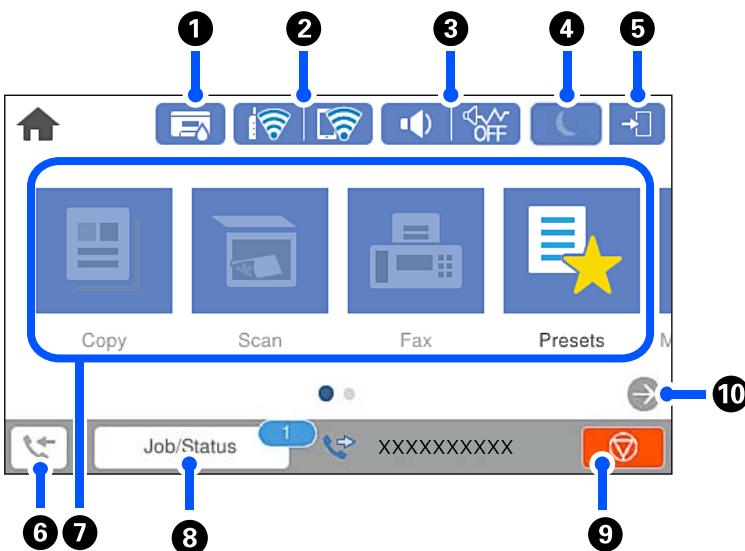 1 2 3 4 5
OFF
Copy Scan Fax Presets M
10
Job/Status 1 XXXXXXXXXX
6 7 8 9